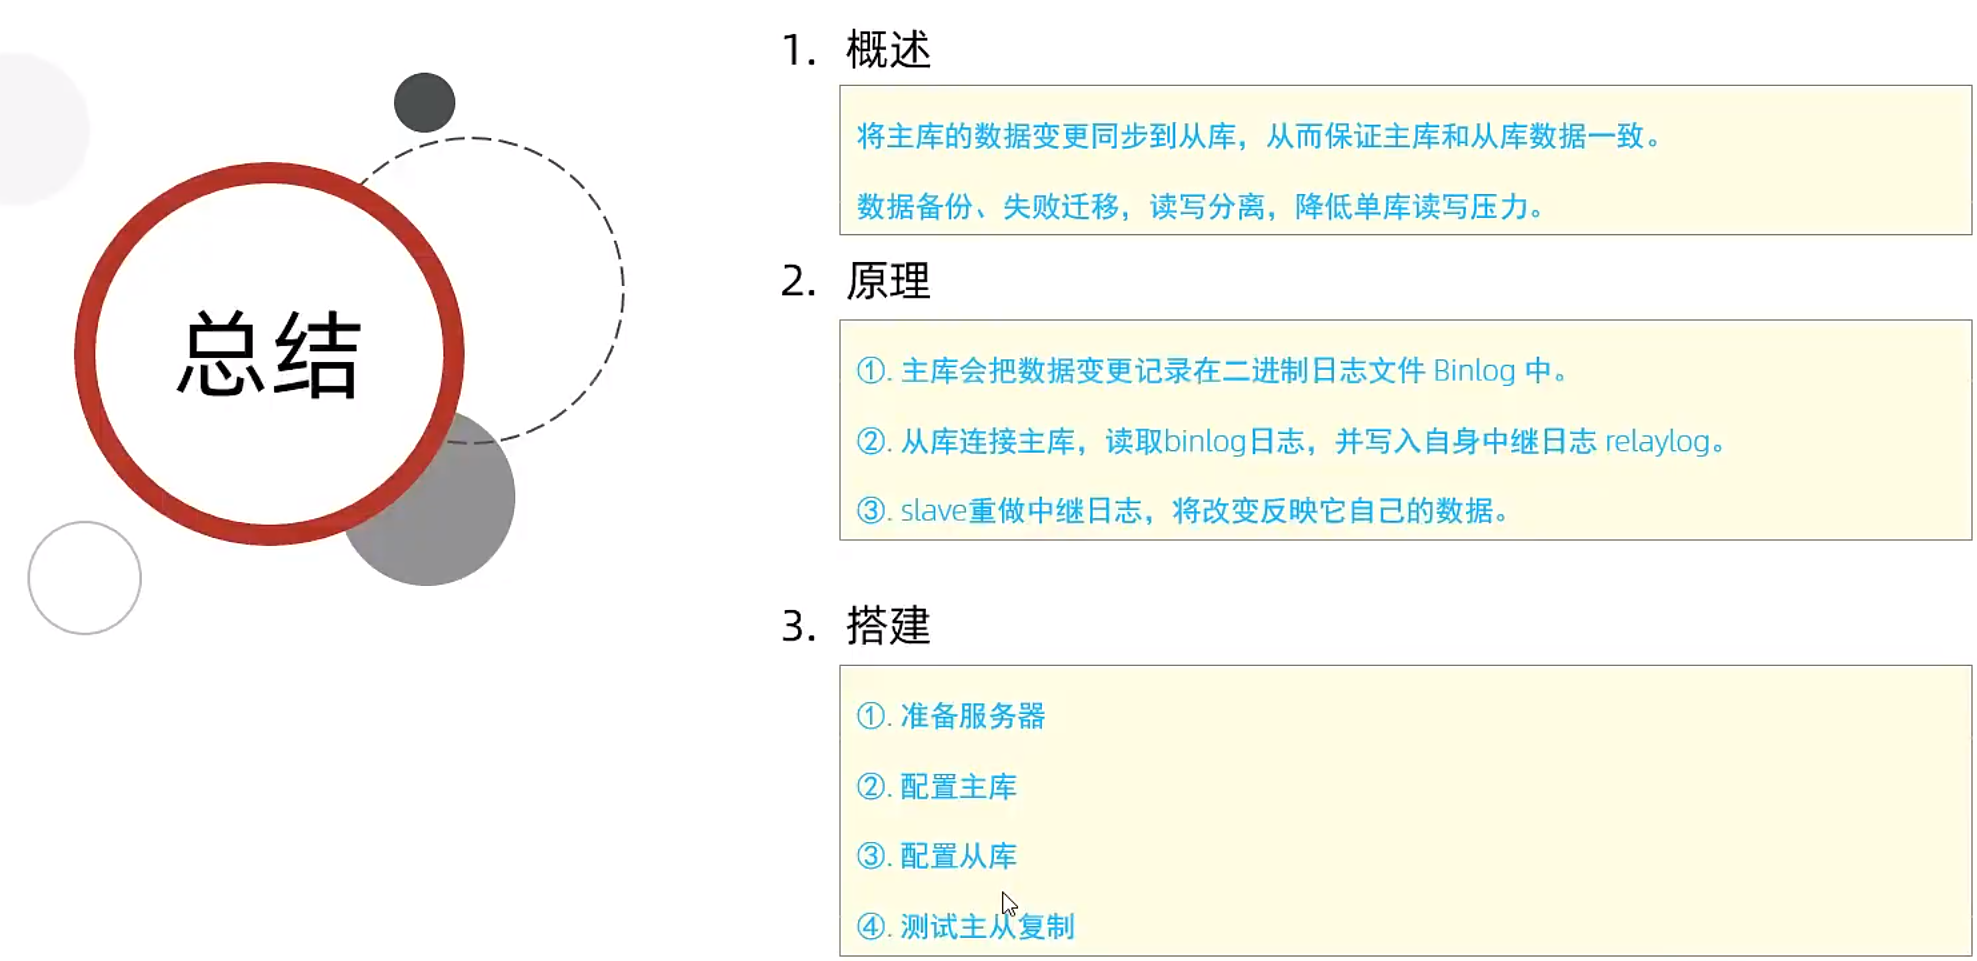 总结
1. 概述
将主库的数据变更同步到从库，从而保证主库和从库数据一致。
数据备份、失败迁移，读写分离，降低单库读写压力。
2. 原理
①. 主库会把数据变更记录在二进制日志文件 Binlog 中。
②. 从库连接主库，读取binlog日志，并写入自身中继日志 relaylog。
③. slave重做中继日志，将改变反映它自己的数据。
3. 搭建
①. 准备服务器
②. 配置主库
③. 配置从库
④. 测试主从复制